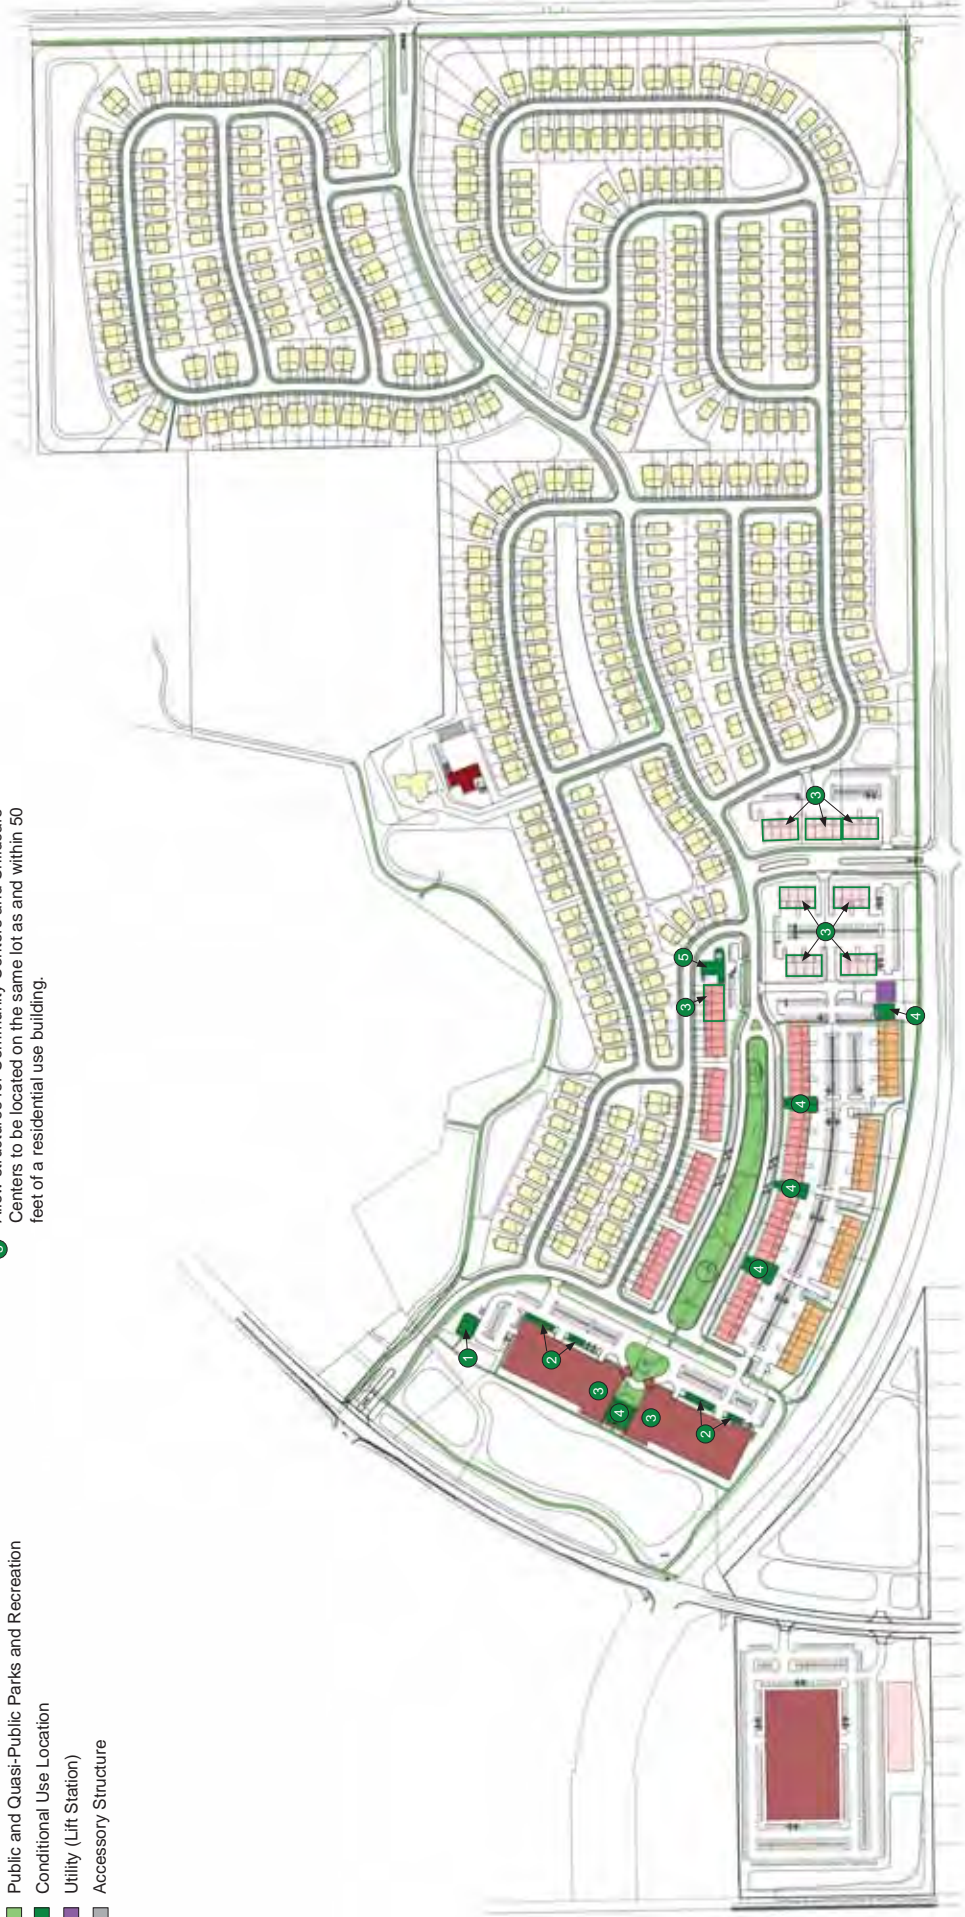 Public and Quasi-Public Parks and Recreation
Conditional Use Location
Utility (Lift Station)
Accessory Structure
Centers to be located on the same lot as and within 50
feet of a residential use building.
1
2
3
4
3
2
4
4
4
3
5
3
3
4